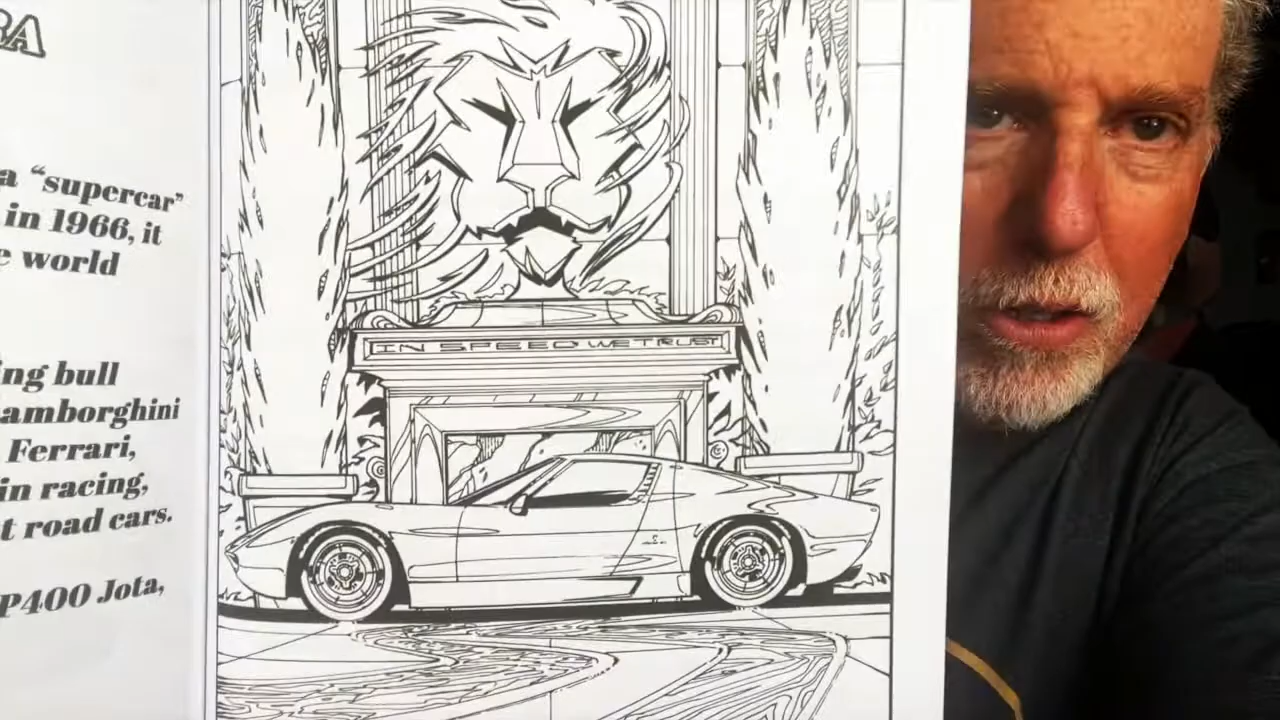 RA
a “supercar”
in 1966, it
e world
ing bull
amborghini
Ferrari,
in racing,
t road cars.
P400 Jota,
IN SPEED WE TRUST